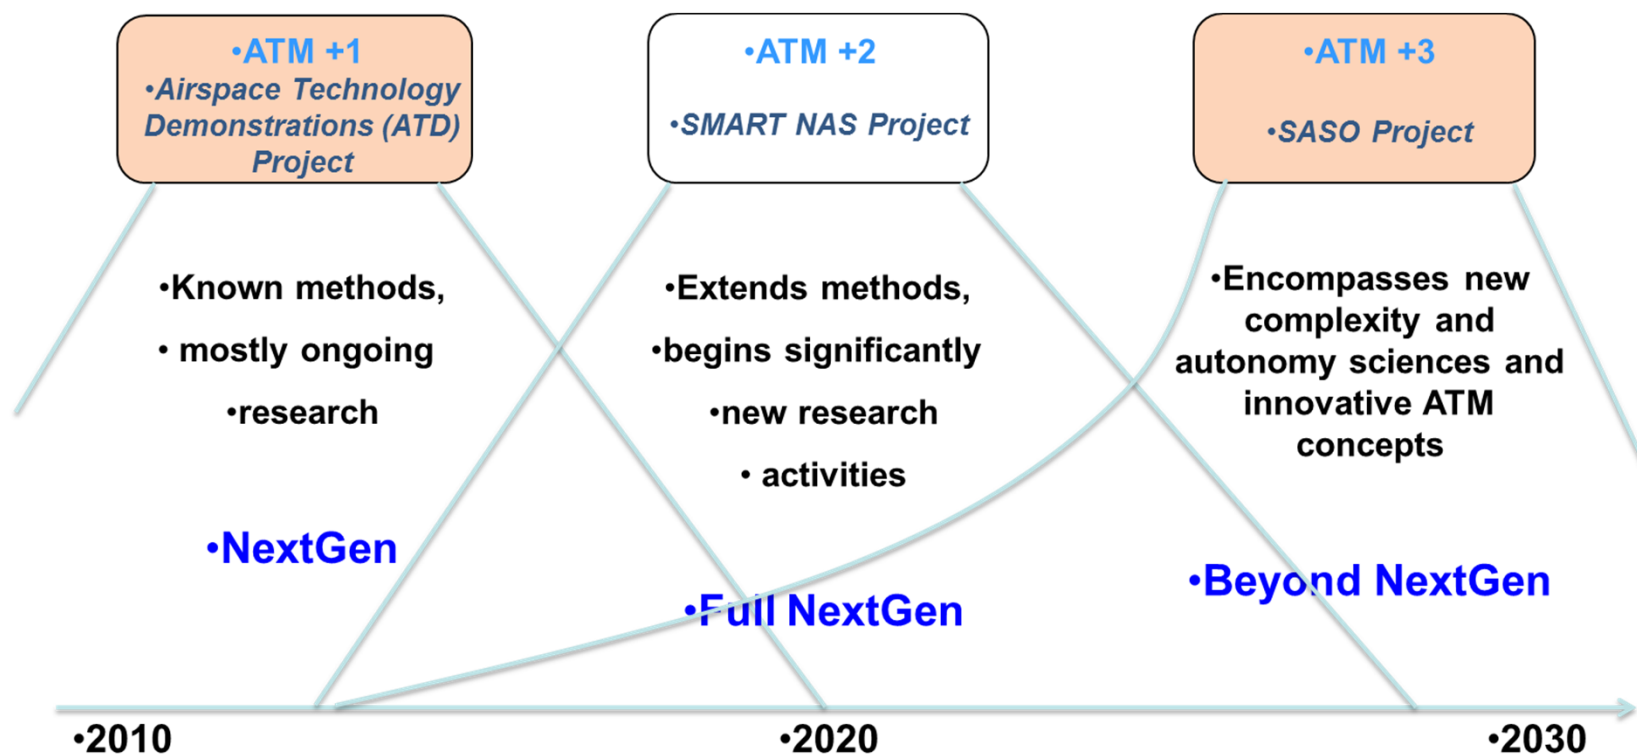 •ATM +1
•Airspace Technology
Demonstrations (ATD)
Project
•ATM +2
•SMART NAS Project
•ATM +3
•SASO Project
•Known methods,
• mostly ongoing
•research
•Extends methods,
•begins significantly
•new research
• activities
•Encompasses new
complexity and
autonomy sciences and
innovative ATM
concepts
•NextGen
•Full NextGen
•Beyond NextGen
•2010
•2020
•2030